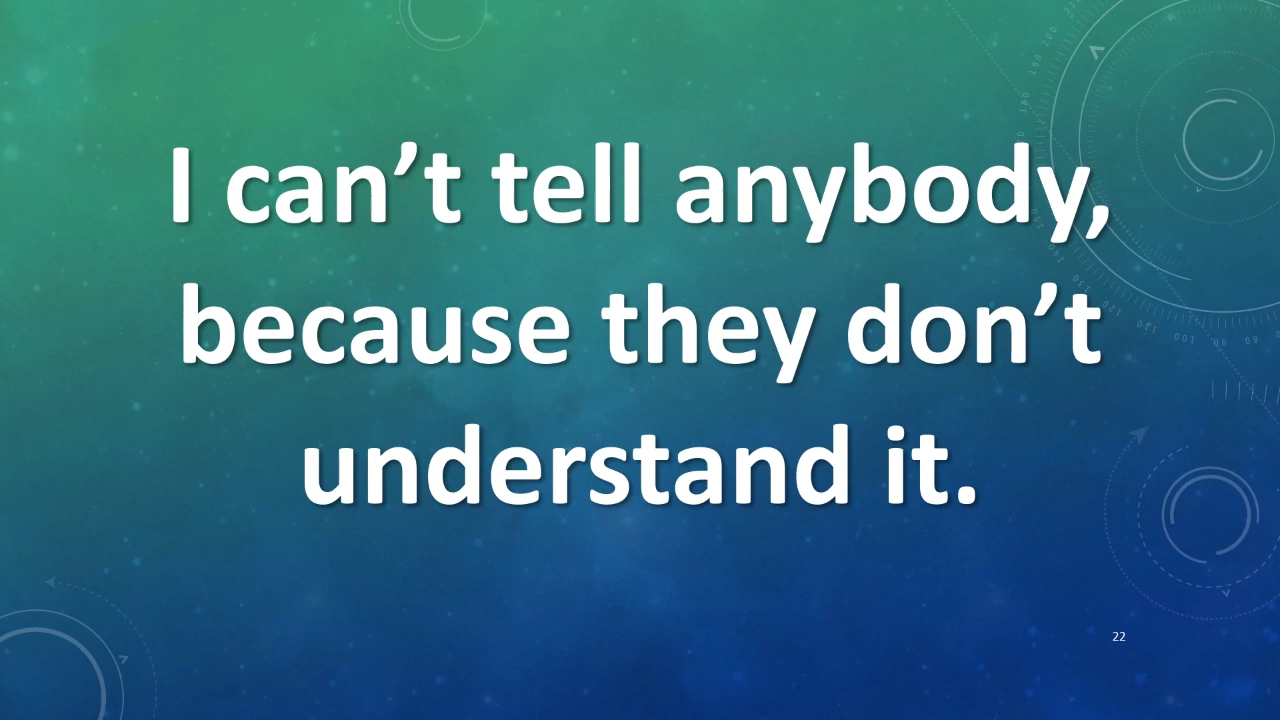 I can’t tell anybody,
because they don’t
understand it.
22